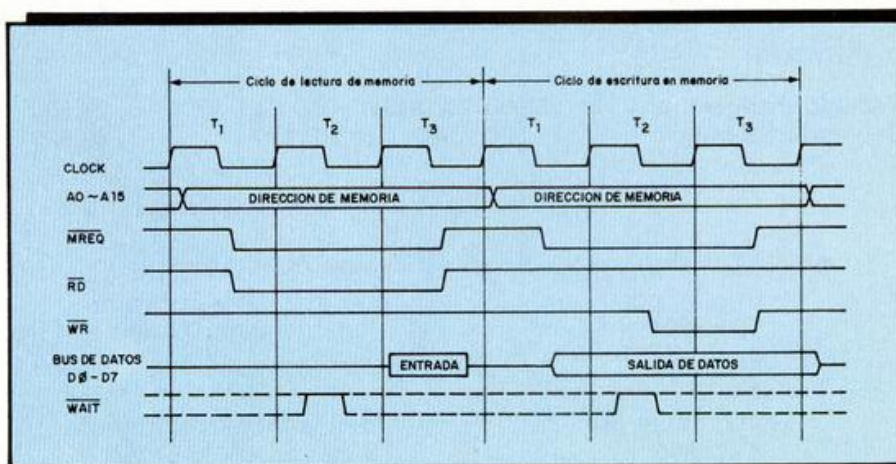 Ciclo de lectura de memoria Ciclo de escritura en memoria
T1 T2 T3 T1 T2 T3
CLOCK
A0 ~ A15 DIRECCION DE MEMORIA DIRECCION DE MEMORIA
MREQ
RD
WR
BUS DE DATOS
DØ - D7 ENTRADA SALIDA DE DATOS
WAIT